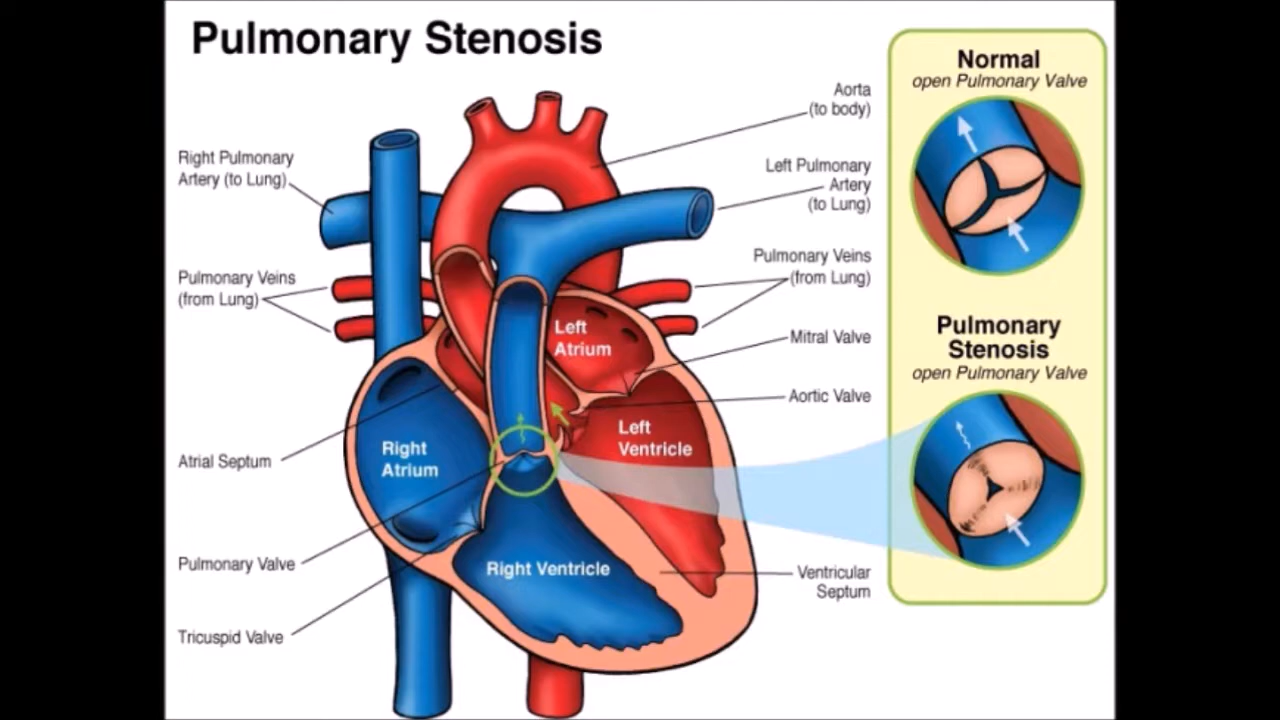 Pulmonary Stenosis
Right Pulmonary
Artery (to Lung)
Pulmonary Veins
(from Lung)
Atrial Septum
Pulmonary Valve
Tricuspid Valve
Aorta
(to body)
Left Pulmonary
Artery
(to Lung)
Pulmonary Veins
(from Lung)
Mitral Valve
Aortic Valve
Ventricular
Septum
Left
Atrium
Left
Ventricle
Right
Atrium
Right Ventricle
Normal
open Pulmonary Valve
Pulmonary
Stenosis
open Pulmonary Valve